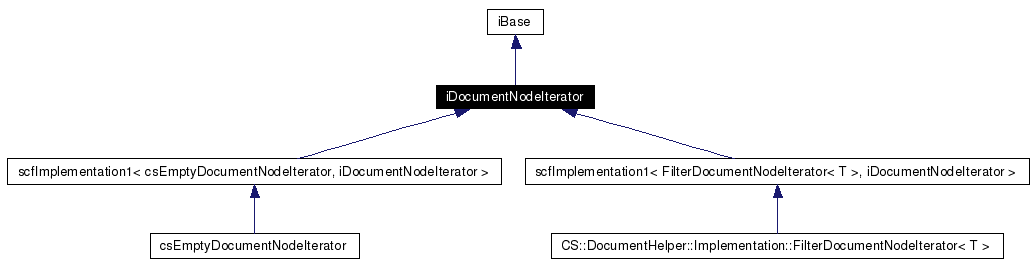 iBase
iDocumentNodeIterator
scfImplementation1< csEmptyDocumentNodeIterator, iDocumentNodeIterator >
scfImplementation1< FilterDocumentNodeIterator< T >, iDocumentNodeIterator >
csEmptyDocumentNodeIterator
CS::DocumentHelper::Implementation::FilterDocumentNodeIterator< T >